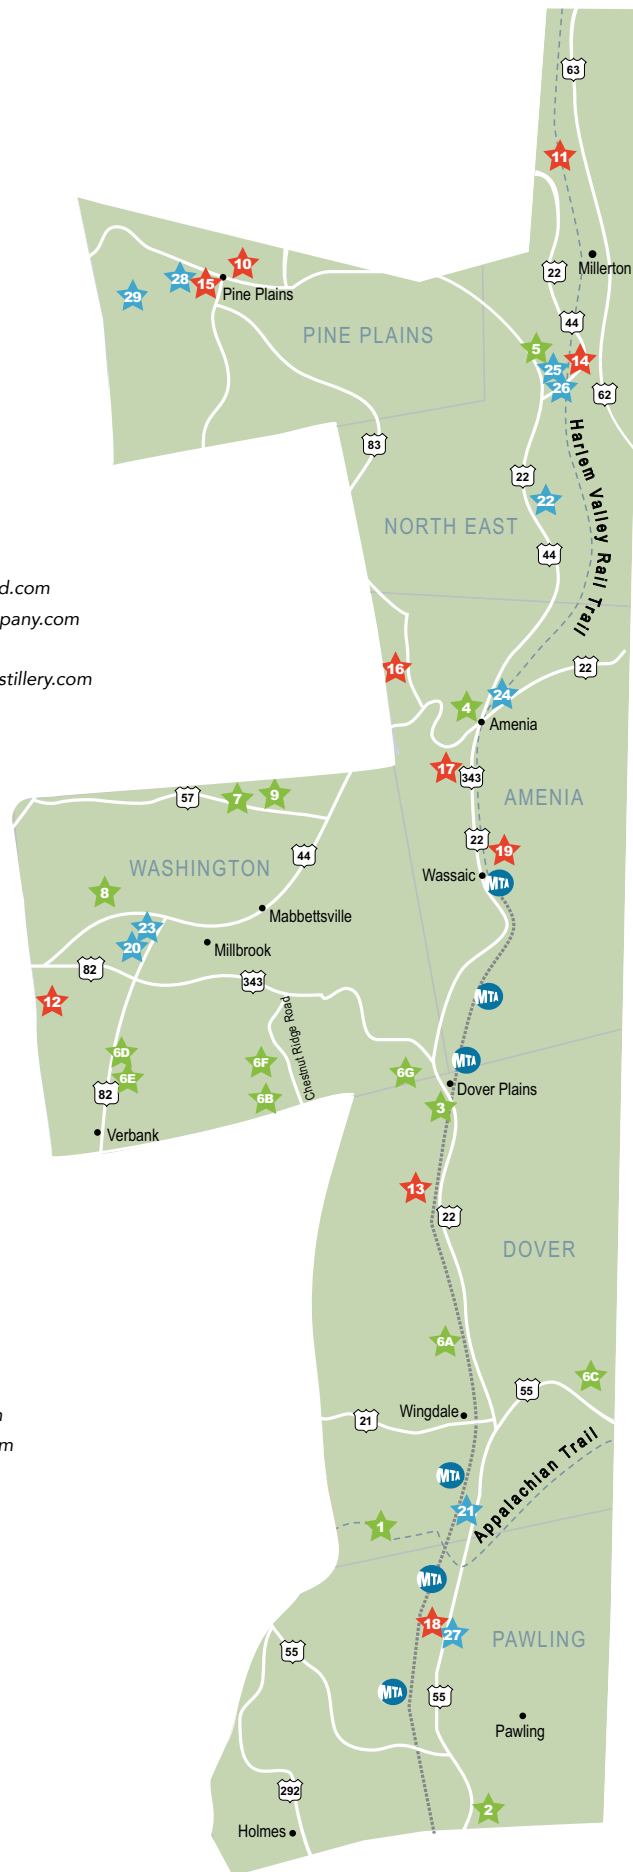 63
11
22
Millerton
10
28
15
29
Pine Plains
44
PINE PLAINS
5
14
25
26
62
Harlem Valley Rail Trail
83
22
22
NORTH EAST
44
d.com
pany.com
stillery.com
16
22
24
4
Amenia
17
343
AMENIA
57
7
9
22
19
44
WASHINGTON
Wassaic
MTA
8
Mabbettsville
23
20
Millbrook
82
343
12
MTA
Chestnut Ridge Road
6D
6F
6G
MTA
6E
Dover Plains
82
6B
3
Verbank
13
22
DOVER
6A
6C
55
n
21
Wingdale
m
Appalachian Trail
MTA
21
1
MTA
18
27
PAWLING
55
MTA
55
Pawling
292
2
Holmes